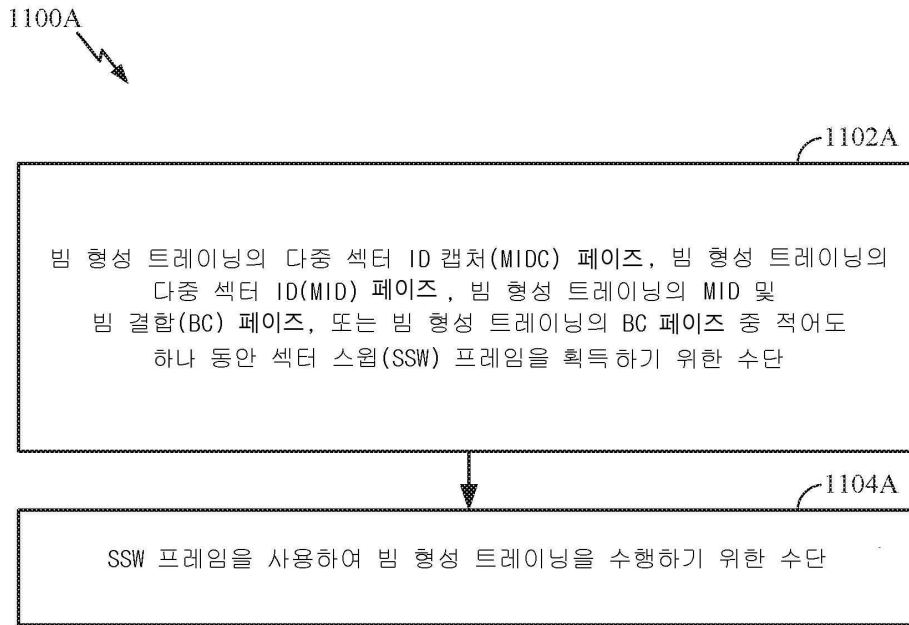 1100A
1102A
빔 형성 트레이닝의 다중 섹터 ID 캡처(MIDC) 페이즈, 빔 형성 트레이닝의
다중 섹터 ID(MID) 페이즈, 빔 형성 트레이닝의 MID 및
빔 결합(BC) 페이즈, 또는 빔 형성 트레이닝의 BC 페이즈 중 적어도
하나 동안 섹터 스윕(SSW) 프레임을 획득하기 위한 수단
1104A
SSW 프레임을 사용하여 빔 형성 트레이닝을 수행하기 위한 수단